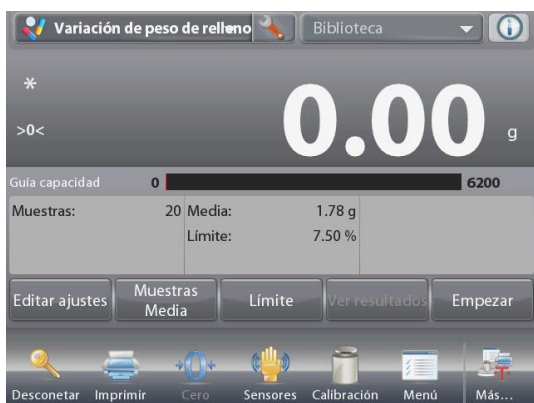 Variación de peso de relleno
Biblioteca
*
>0<
0.00 g
Guía capacidad 0 6200
Muestras: 20 Media: 1.78 g
Límite: 7.50 %
Editar ajustes Muestras Media Límite Ver resultados Empezar
Desconetar Imprimir Cero Sensores Calibración Menú Más...